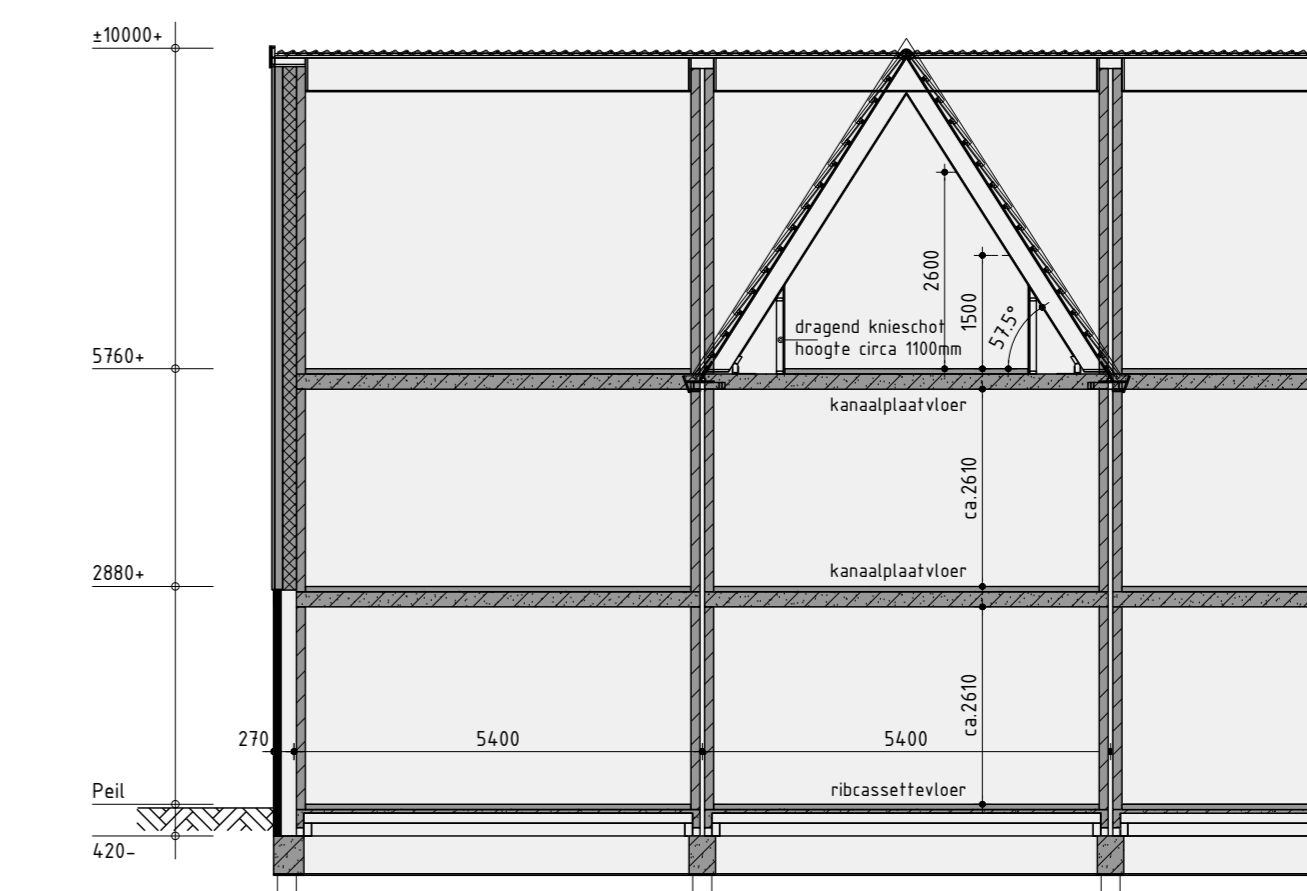 ±10000+
2600
1500
57.5°
dragend knieschot
hoogte circa 1100mm
5760+
kanaalplaatvloer
ca.2610
kanaalplaatvloer
2880+
ca.2610
270
5400
5400
Peil
ribcassettevloer
420-